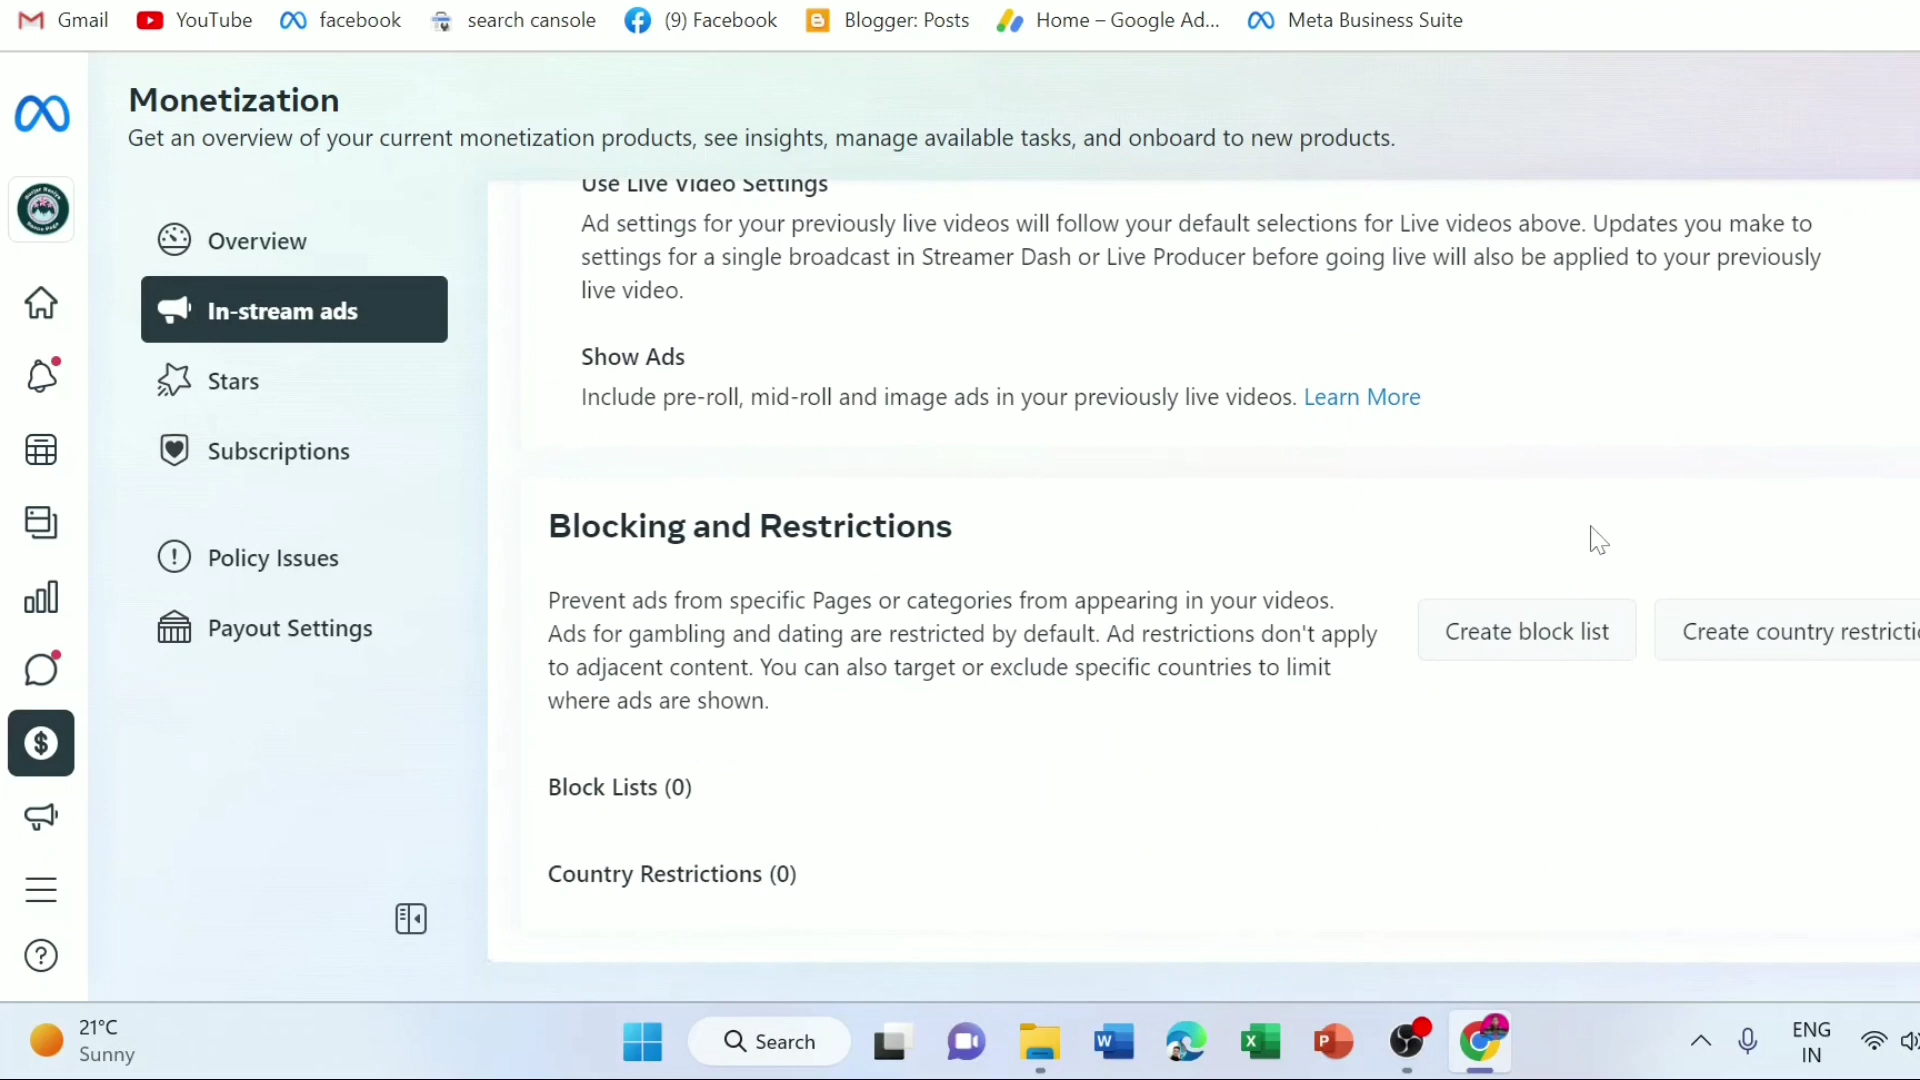 Gmail YouTube facebook search cansole (9) Facebook Blogger: Posts Home – Google Ad... Meta Business Suite
Monetization
Get an overview of your current monetization products, see insights, manage available tasks, and onboard to new products.
Overview
In-stream ads
Stars
Subscriptions
Policy Issues
Payout Settings
Use Live Video Settings
Ad settings for your previously live videos will follow your default selections for Live videos above. Updates you make to
settings for a single broadcast in Streamer Dash or Live Producer before going live will also be applied to your previously
live video.
Show Ads
Include pre-roll, mid-roll and image ads in your previously live videos. Learn More
Blocking and Restrictions
Prevent ads from specific Pages or categories from appearing in your videos.
Ads for gambling and dating are restricted by default. Ad restrictions don't apply
to adjacent content. You can also target or exclude specific countries to limit
where ads are shown.
Create block list
Create country
Block Lists (0)
Country Restrictions (0)
21°C
Sunny
Search
ENG
IN